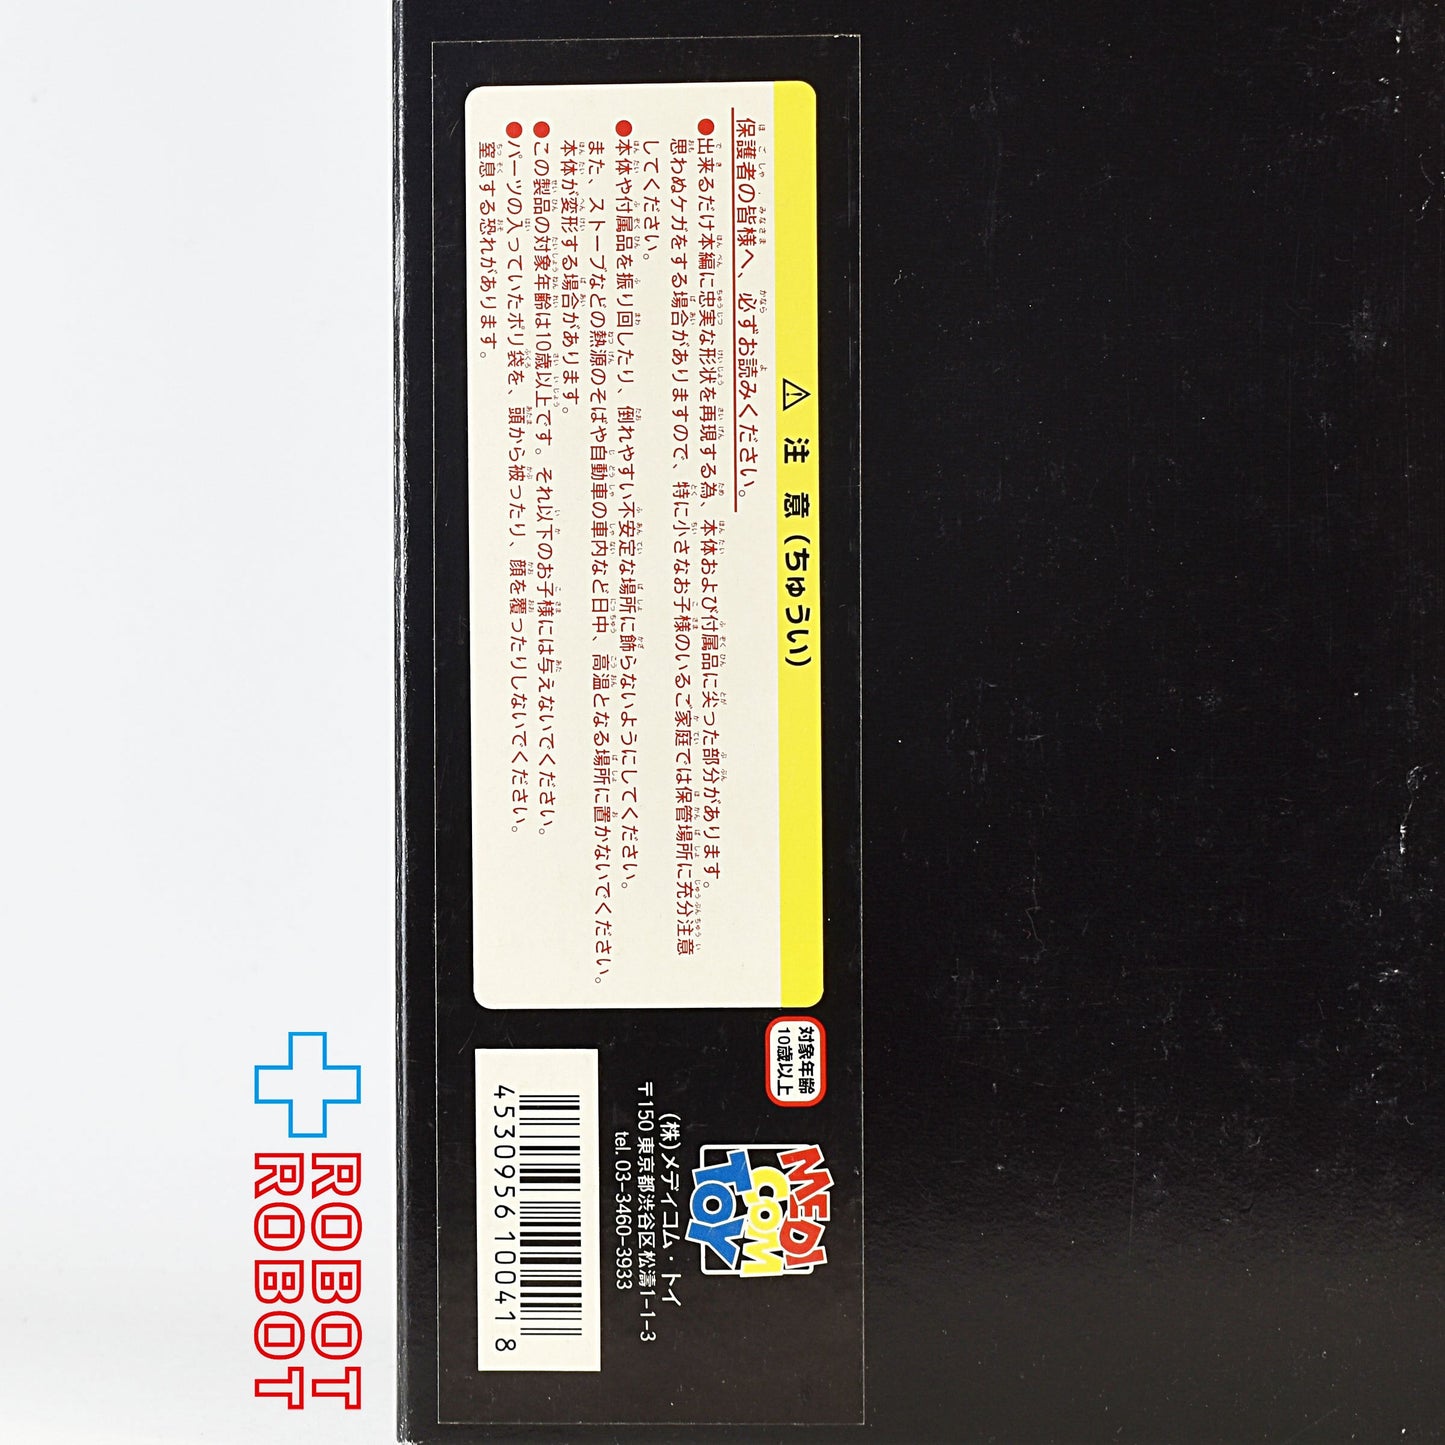 ⚠ 注 意 (ちゅうい)
保護者の皆様へ、必ずお読みください。
●出来るだけ本編に忠実な形状を再現する為、本体および付属品に尖った部分があります。
思わぬケガをする場合がありますので、特に小さなお子様のいるご家庭では保管場所に充分注意
してください。
●本体や付属品を振り回したり、倒れやすい不安定な場所に飾らないようにしてください。
また、ストーブなどの熱源のそばや自動車の車内など日中、高温となる場所に置かないでください。
本体が変形する場合があります。
●この製品の対象年齢は10歳以上です。それ以下のお子様には与えないでください。
●パーツの入っていたポリ袋を、頭から被ったり、顔を覆ったりしないでください。
窒息する恐れがあります。
対象年齢
10歳以上
MEDI
COM
TOY
(株)メディコム・トイ
〒150 東京都渋谷区松濤1-1-3
tel.03-3460-3933
4530956100418
ROBOT
ROBOT